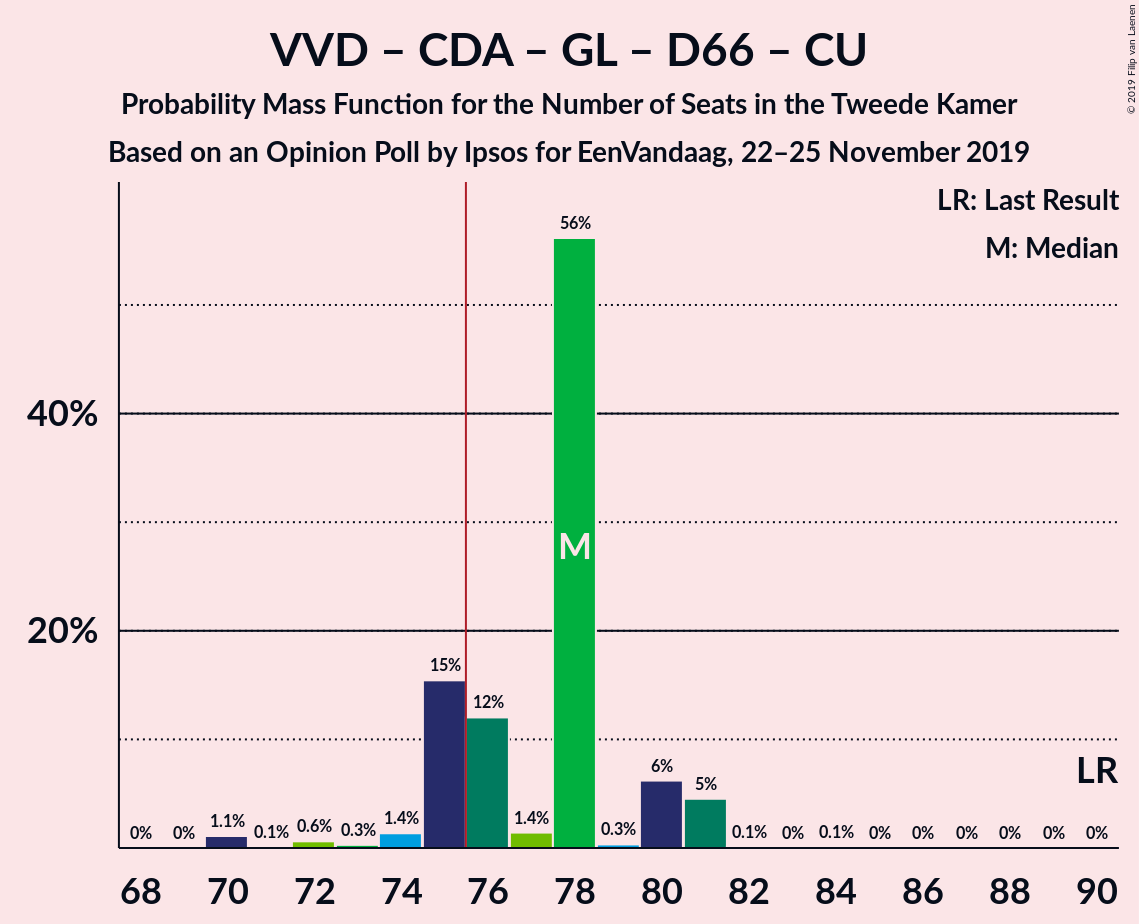 VVD – CDA – GL – D66 – CU
Probability Mass Function for the Number of Seats in the Tweede Kamer
Based on an Opinion Poll by Ipsos for EenVandaag, 22–25 November 2019
© 2019 Filip van Laenen
LR: Last Result
M: Median
56%
40%
M
20%
15%
12%
LR
6%
5%
0% 0% 1.1% 0.1% 0.6% 0.3% 1.4% 1.4% 0.3% 0.1% 0% 0.1% 0% 0% 0% 0% 0% 0%
68 70 72 74 76 78 80 82 84 86 88 90